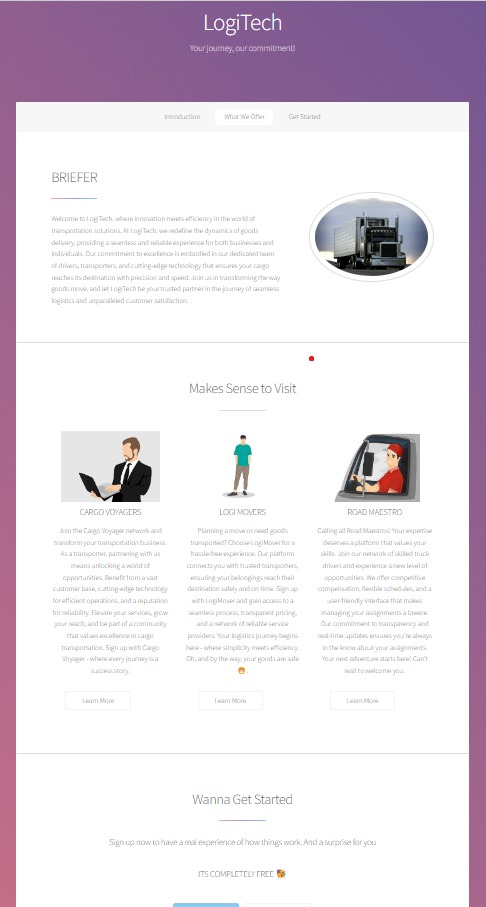 LogiTech
Your journey, our commitment!
Introduction
What We Offer
Get Started
BRIEFER
Welcome to LogiTech, where innovation meets efficiency in the world of
transportation solutions. At LogiTech, we redefine the dynamics of goods
delivery, providing a seamless and reliable experience for both businesses and
individuals. Our commitment to excellence is embodied in our dedicated team
of drivers, transporters, and cutting-edge technology that ensures your cargo
reaches its destination with precision and speed. Join us in transforming the way
goods move, and let LogiTech be your trusted partner in the journey of seamless
logistics and unparalleled customer satisfaction.
Makes Sense to Visit
CARGO VOYAGERS
Join the Cargo Voyager network and
transform your transportation business.
As a transporter, partnering with us
means unlocking a world of
opportunities. Benefit from a vast
customer base, cutting-edge technology
for efficient operations, and a reputation
for reliability. Elevate your services, grow
your reach, and be part of a community
that values excellence in cargo
transportation. Sign up with Cargo
Voyager - where every journey is a
success story.
Learn More
LOGI MOVERS
Planning a move or need goods
transported? Choose LogiMover for a
hassle-free experience. Our platform
connects you with trusted transporters,
ensuring your belongings reach their
destination safely and on time. Sign up
with LogiMover and gain access to a
seamless process, transparent pricing,
and a network of reliable service
providers. Your logistics journey begins
here - where simplicity meets efficiency.
Oh, and by the way, your goods are safe
😁
Learn More
ROAD MAESTRO
Calling all Road Maestros! Your expertise
deserves a platform that values your
skills. Join our network of skilled truck
drivers and experience a new level of
opportunity. We offer competitive
compensation, flexible schedules, and a
user-friendly interface that makes
managing your assignments a breeze.
Our commitment to transparency and
real-time updates ensures you're always
in the know about your assignments.
Your next adventure starts here! Can't
wait to welcome you.
Learn More
Wanna Get Started
Sign up now to have a real experience of how things work. And a surprise for you
ITS COMPLETELY FREE 🥳